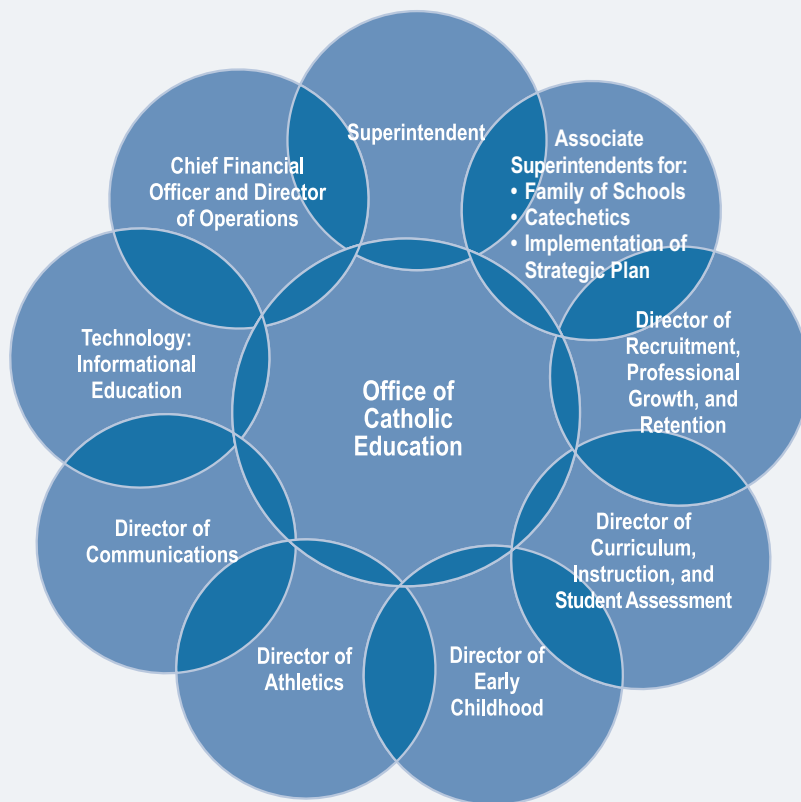 Superintendent
Associate
Superintendents for:
• Family of Schools
• Catechetics
• Implementation of
Strategic Plan
Director of
Recruitment,
Professional
Growth, and
Retention
Director of
Curriculum,
Instruction, and
Student Assessment
Director of
Early
Childhood
Director of
Athletics
Director of
Communications
Technology:
Informational
Education
Chief Financial
Officer and Director
of Operations
Office of
Catholic
Education